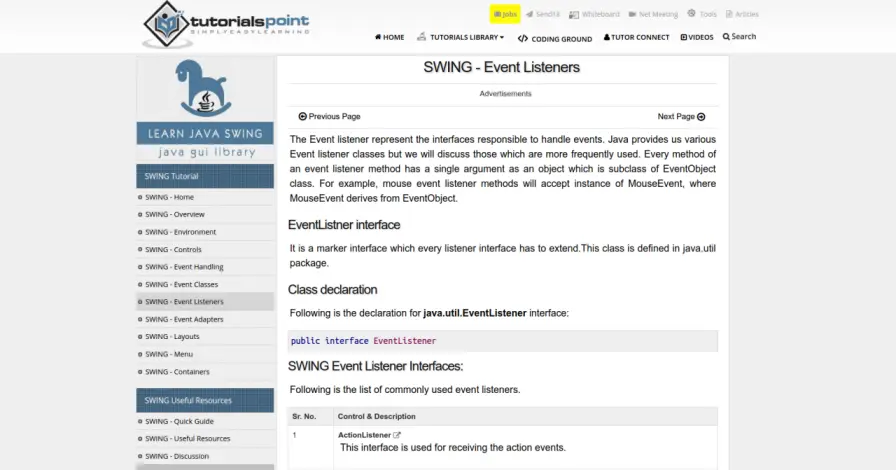 tutorialspoint
SIMPLYEASYLEARNING
Jobs SENDFiles Whiteboard Net Meeting Tools Articles
HOME TUTORIALS LIBRARY CODING GROUND TUTOR CONNECT VIDEOS Search
LEARN JAVA SWING
java gui library
SWING Tutorial
SWING - Home
SWING - Overview
SWING - Environment
SWING - Controls
SWING - Event Handling
SWING - Event Classes
SWING - Event Listeners
SWING - Event Adapters
SWING - Layouts
SWING - Menu
SWING - Containers
SWING Useful Resources
SWING - Quick Guide
SWING - Useful Resources
SWING - Discussion
SWING - Event Listeners
Advertisements
Previous Page Next Page
The Event listener represent the interfaces responsible to handle events. Java provides us various
Event listener classes but we will discuss those which are more frequently used. Every method of
an event listener method has a single argument as an object which is subclass of EventObject
class. For example, mouse event listener methods will accept instance of MouseEvent, where
MouseEvent derives from EventObject.
EventListner interface
It is a marker interface which every listener interface has to extend.This class is defined in java.util
package.
Class declaration
Following is the declaration for java.util.EventListener interface:
public interface EventListener
SWING Event Listener Interfaces:
Following is the list of commonly used event listeners.
Sr. No. Control & Description
1 ActionListener
This interface is used for receiving the action events.